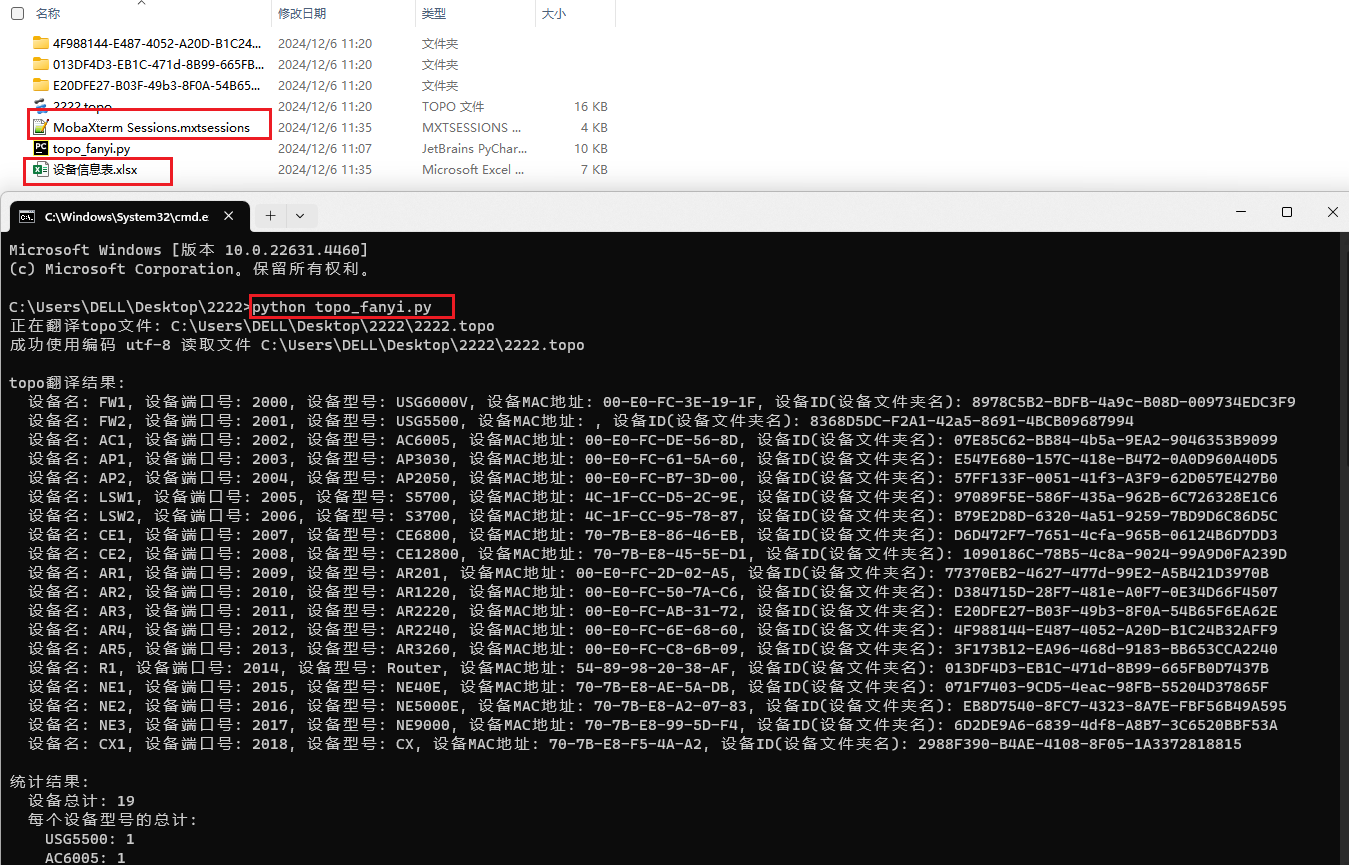 名称 修改日期 类型 大小
4F988144-E487-4052-A20D-B1C24... 2024/12/6 11:20 文件夹
013DF4D3-EB1C-471d-8B99-665FB... 2024/12/6 11:20 文件夹
E20DFE27-B03F-49b3-8F0A-54B65... 2024/12/6 11:20 文件夹
2222.topo 2024/12/6 11:20 TOPO 文件 16 KB
MobaXterm Sessions.mxtsessions 2024/12/6 11:35 MXTSESSIONS ... 4 KB
topo_fanyi.py 2024/12/6 11:07 JetBrains PyChar... 10 KB
设备信息表.xlsx 2024/12/6 11:35 Microsoft Excel ... 7 KB
C:\Windows\System32\cmd.e
Microsoft Windows [版本 10.0.22631.4460]
(c) Microsoft Corporation。保留所有权利。
C:\Users\DELL\Desktop\2222>python topo_fanyi.py
正在翻译topo文件: C:\Users\DELL\Desktop\2222\2222.topo
成功使用编码 utf-8 读取文件 C:\Users\DELL\Desktop\2222\2222.topo
topo翻译结果:
设备名: FW1, 设备端口号: 2000, 设备型号: USG6000V, 设备MAC地址: 00-E0-FC-3E-19-1F, 设备ID(设备文件夹名): 8978C5B2-BDFB-4a9c-B08D-009734EDC3F9
设备名: FW2, 设备端口号: 2001, 设备型号: USG5500, 设备MAC地址: , 设备ID(设备文件夹名): 8368D5DC-F2A1-42a5-8691-4BCB09687994
设备名: AC1, 设备端口号: 2002, 设备型号: AC6005, 设备MAC地址: 00-E0-FC-DE-56-8D, 设备ID(设备文件夹名): 07E85C62-BB84-4b5a-9EA2-9046353B9099
设备名: AP1, 设备端口号: 2003, 设备型号: AP3030, 设备MAC地址: 00-E0-FC-61-5A-60, 设备ID(设备文件夹名): E547E680-157C-418e-B472-0A0D960A40D5
设备名: AP2, 设备端口号: 2004, 设备型号: AP2050, 设备MAC地址: 00-E0-FC-B7-3D-00, 设备ID(设备文件夹名): 57FF133F-0051-41f3-A3F9-62D057E427B0
设备名: LSW1, 设备端口号: 2005, 设备型号: S5700, 设备MAC地址: 4C-1F-CC-D5-2C-9E, 设备ID(设备文件夹名): 97089F5E-586F-435a-962B-6C726328E1C6
设备名: LSW2, 设备端口号: 2006, 设备型号: S3700, 设备MAC地址: 4C-1F-CC-95-78-87, 设备ID(设备文件夹名): B79E2D8D-6320-4a51-9259-7BD9D6C86D5C
设备名: CE1, 设备端口号: 2007, 设备型号: CE6800, 设备MAC地址: 70-7B-E8-86-46-EB, 设备ID(设备文件夹名): D6D472F7-7651-4cfa-965B-06124B6D7DD3
设备名: CE2, 设备端口号: 2008, 设备型号: CE12800, 设备MAC地址: 70-7B-E8-45-5E-D1, 设备ID(设备文件夹名): 1090186C-78B5-4c8a-9024-99A9D0FA239D
设备名: AR1, 设备端口号: 2009, 设备型号: AR201, 设备MAC地址: 00-E0-FC-2D-02-A5, 设备ID(设备文件夹名): 77370EB2-4627-477d-99E2-A5B421D3970B
设备名: AR2, 设备端口号: 2010, 设备型号: AR1220, 设备MAC地址: 00-E0-FC-50-7A-C6, 设备ID(设备文件夹名): D384715D-28F7-481e-A0F7-0E34D66F4507
设备名: AR3, 设备端口号: 2011, 设备型号: AR2220, 设备MAC地址: 00-E0-FC-AB-31-72, 设备ID(设备文件夹名): E20DFE27-B03F-49b3-8F0A-54B65F6EA62E
设备名: AR4, 设备端口号: 2012, 设备型号: AR2240, 设备MAC地址: 00-E0-FC-6E-68-60, 设备ID(设备文件夹名): 4F988144-E487-4052-A20D-B1C24B32AFF9
设备名: AR5, 设备端口号: 2013, 设备型号: AR3260, 设备MAC地址: 00-E0-FC-C8-6B-09, 设备ID(设备文件夹名): 3F173B12-EA96-468d-9183-BB653CCA2240
设备名: R1, 设备端口号: 2014, 设备型号: Router, 设备MAC地址: 54-89-98-20-38-AF, 设备ID(设备文件夹名): 013DF4D3-EB1C-471d-8B99-665FB0D7437B
设备名: NE1, 设备端口号: 2015, 设备型号: NE40E, 设备MAC地址: 70-7B-E8-AE-5A-DB, 设备ID(设备文件夹名): 071F7403-9CD5-4eac-98FB-55204D37865F
设备名: NE2, 设备端口号: 2016, 设备型号: NE5000E, 设备MAC地址: 70-7B-E8-A2-07-83, 设备ID(设备文件夹名): EB8D7540-8FC7-4323-8A7E-FBF56B49A595
设备名: NE3, 设备端口号: 2017, 设备型号: NE9000, 设备MAC地址: 70-7B-E8-99-5D-F4, 设备ID(设备文件夹名): 6D2DE9A6-6839-4df8-A8B7-3C6520BBF53A
设备名: CX1, 设备端口号: 2018, 设备型号: CX, 设备MAC地址: 70-7B-E8-F5-4A-A2, 设备ID(设备文件夹名): 2988F390-B4AE-4108-8F05-1A3372818815
统计结果:
设备总计: 19
每个设备型号的总计:
USG5500: 1
AC6005: 1